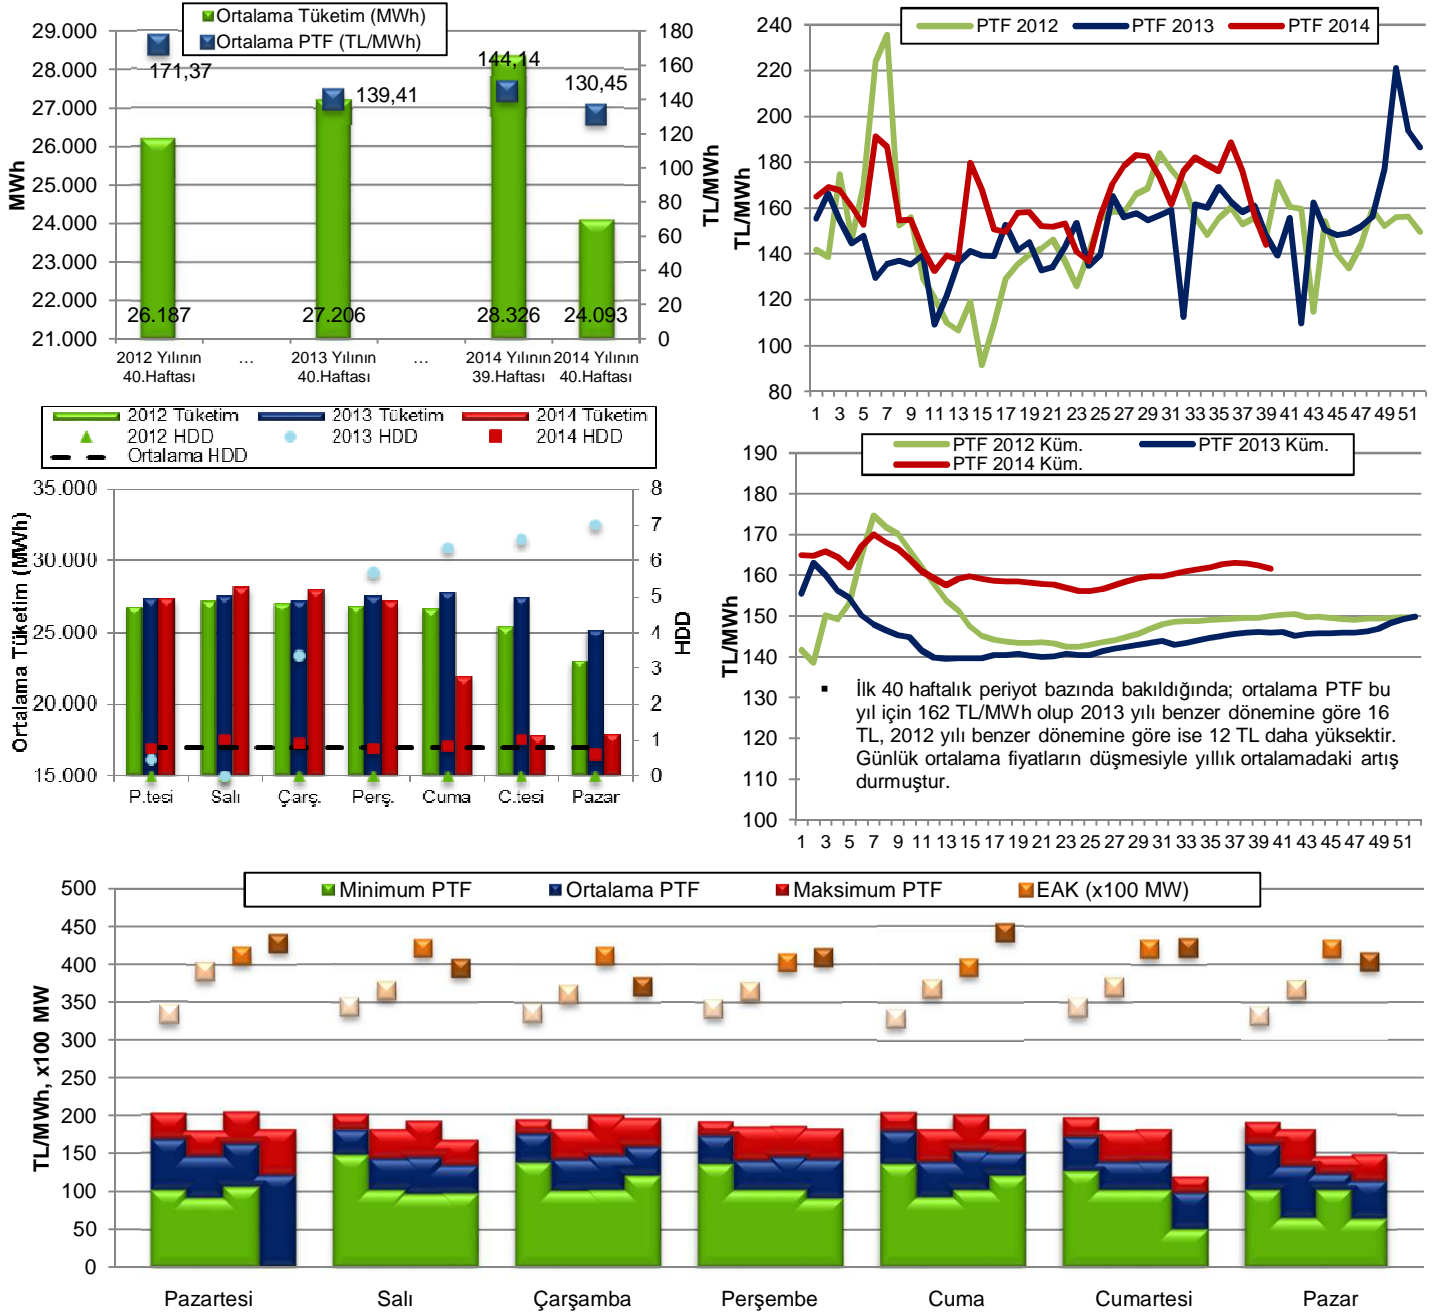 Ortalama Tüketim (MWh)
Ortalama PTF (TL/MWh)
MWh
29.000
28.000
27.000
26.000
25.000
24.000
23.000
22.000
21.000
171,37
139,41
144,14
130,45
26.187
27.206
28.326
24.093
180
160
140
120
100
80
60
40
20
0
TL/MWh
2012 Yılının 40.Haftası
...
2013 Yılının 40.Haftası
...
2014 Yılının 39.Haftası
2014 Yılının 40.Haftası
PTF 2012 PTF 2013 PTF 2014
TL/MWh
240
220
200
180
160
140
120
100
80
1 3 5 7 9 11 13 15 17 19 21 23 25 27 29 31 33 35 37 39 41 43 45 47 49 51
2012 Tüketim 2013 Tüketim 2014 Tüketim
2012 HDD 2013 HDD 2014 HDD
Ortalama HDD
Ortalama Tüketim (MWh)
35.000
30.000
25.000
20.000
15.000
8
7
6
5
4
3
2
1
0
HDD
P.tesi Salı Çarş. Perş. Cuma C.tesi Pazar
PTF 2012 Küm. PTF 2013 Küm.
PTF 2014 Küm.
TL/MWh
190
180
170
160
150
140
130
120
110
100
▪ İlk 40 haftalık periyot bazında bakıldığında; ortalama PTF bu
yıl için 162 TL/MWh olup 2013 yılı benzer dönemine göre 16
TL, 2012 yılı benzer dönemine göre ise 12 TL daha yüksektir.
Günlük ortalama fiyatların düşmesiyle yıllık ortalamadaki artış
durmuştur.
1 3 5 7 9 11 13 15 17 19 21 23 25 27 29 31 33 35 37 39 41 43 45 47 49 51
Minimum PTF Ortalama PTF Maksimum PTF EAK (x100 MW)
TL/MWh, x100 MW
500
450
400
350
300
250
200
150
100
50
0
Pazartesi Salı Çarşamba Perşembe Cuma Cumartesi Pazar